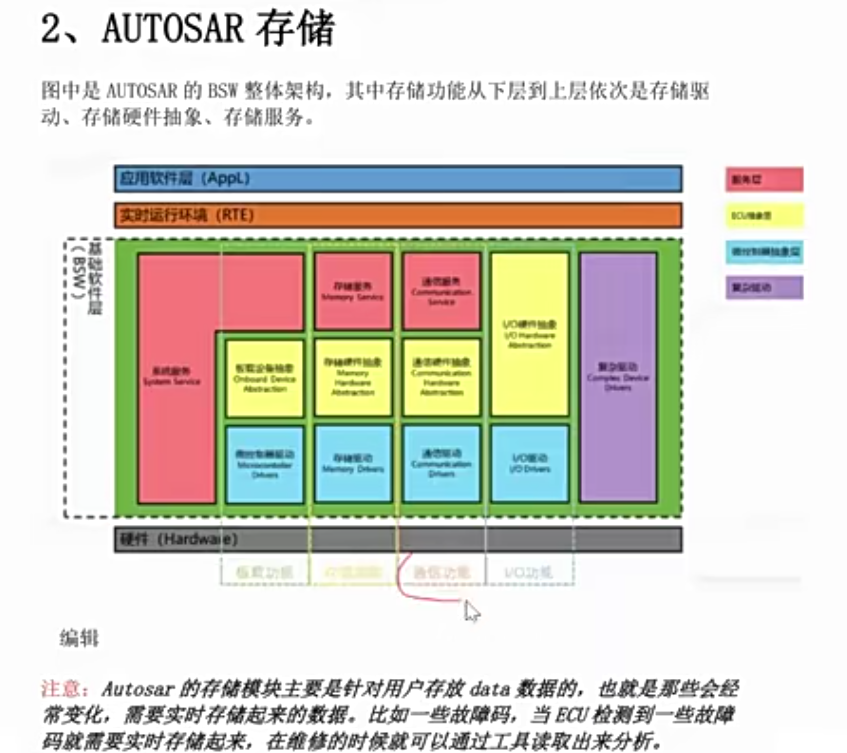 2、AUTOSAR 存储
图中是 AUTOSAR 的 BSW 整体架构，其中存储功能从下层到上层依次是存储驱
动、存储硬件抽象、存储服务。
应用软件层（AppL）
实时运行环境（RTE）
基础软件层
（BSW）
服务层
ECU抽象层
微控制器抽象层
复杂驱动
系统服务
System Service
存储服务
Memory Service
通信服务
Communication
Service
I/O硬件抽象
I/O Hardware
Abstraction
复杂驱动
Complex Device
Drivers
板载设备抽象
Onboard Device
Abstraction
存储硬件抽象
Memory
Hardware
Abstraction
通信硬件抽象
Communication
Hardware
Abstraction
微控制器驱动
Microcontroller
Drivers
存储驱动
Memory Drivers
通信驱动
Communication
Drivers
I/O驱动
I/O Drivers
硬件（Hardware）
板载功能
通信功能
I/O功能
编辑
注意：Autosar 的存储模块主要是针对用户存放 data 数据的，也就是那些会经
常变化，需要实时存储起来的数据。比如一些故障码，当 ECU 检测到一些故障
码就需要实时存储起来，在维修的时候就可以通过工具读取出来分析。